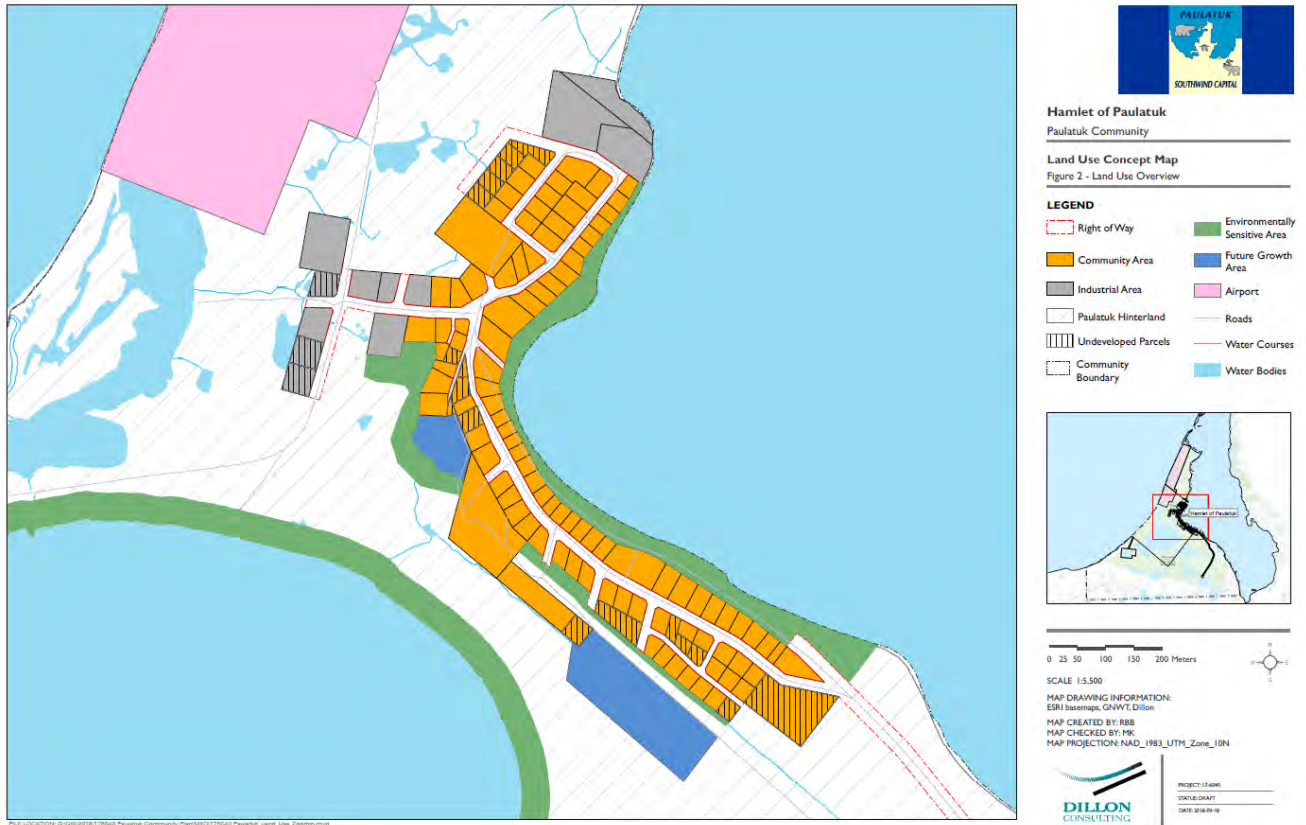 PAULATUK
SOUTHWIND CAPITAL
Hamlet of Paulatuk
Paulatuk Community
Land Use Concept Map
Figure 2 - Land Use Overview
LEGEND
Right of Way
Community Area
Industrial Area
Paulatuk Hinterland
Undeveloped Parcels
Community
Boundary
Environmentally
Sensitive Area
Future Growth
Area
Airport
Roads
Water Courses
Water Bodies
Hamlet of Paulatuk
0 25 50 100 150 200 Meters
N
W E
S
SCALE 1:5,500
MAP DRAWING INFORMATION:
ESRI basemaps, GNWT, Dillon
MAP CREATED BY: RBB
MAP CHECKED BY: MK
MAP PROJECTION: NAD_1983_UTM_Zone_10N
DILLON
CONSULTING
PROJECT: 17-6040
STATUS: DRAFT
DATE: 2018-09-18